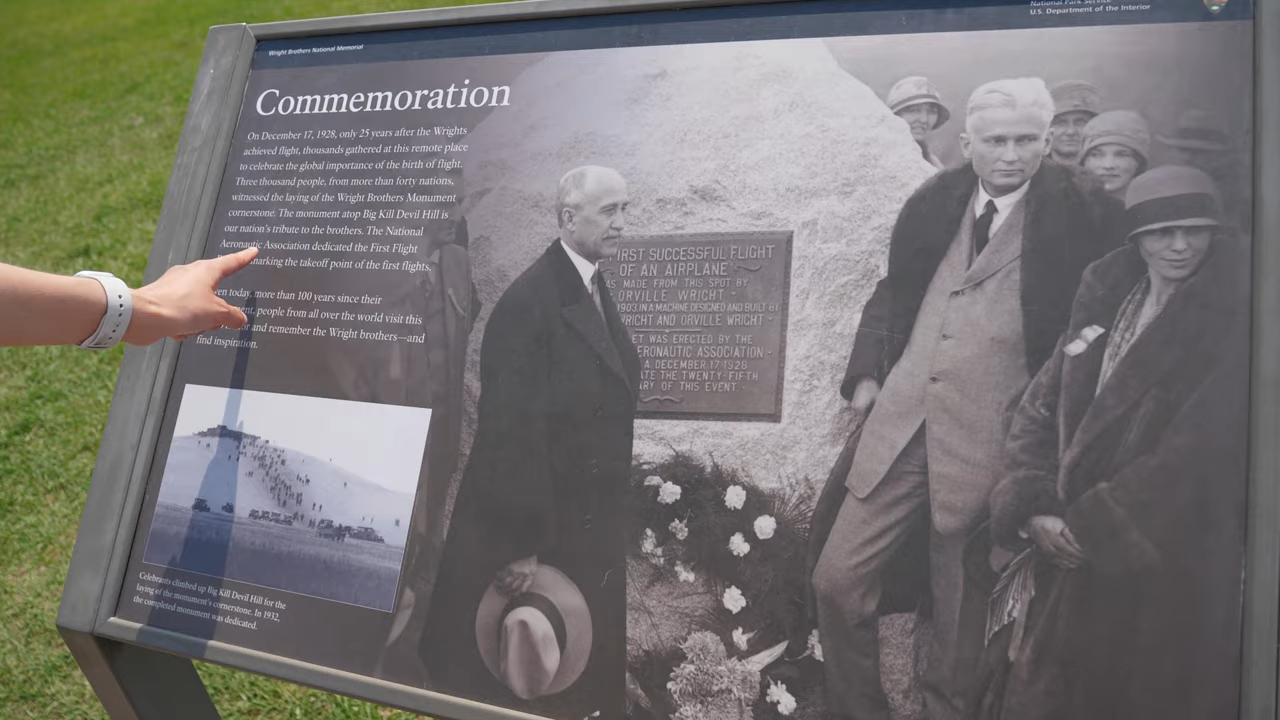 Wright Brothers National Memorial
National Park Service
U.S. Department of the Interior
Commemoration
On December 17, 1928, only 25 years after the Wrights
achieved flight, thousands gathered at this remote place
to celebrate the global importance of the birth of flight.
Three thousand people, from more than forty nations,
witnessed the laying of the Wright Brothers Monument
cornerstone. The monument atop Big Kill Devil Hill is
our nation's tribute to the brothers. The National
Aeronautic Association dedicated the First Flight
marking the takeoff point of the first flights.
today, more than 100 years since their
people from all over the world visit this
and remember the Wright brothers—and
find inspiration.
Celebrants climbed up Big Kill Devil Hill for the
laying of the monument's cornerstone. In 1932,
the completed monument was dedicated.
FIRST SUCCESSFUL FLIGHT
OF AN AIRPLANE
MADE FROM THIS SPOT BY
ORVILLE WRIGHT
1903, IN A MACHINE DESIGNED AND BUILT BY
WRIGHT AND ORVILLE WRIGHT
WAS ERECTED BY THE
AERONAUTIC ASSOCIATION
DECEMBER 17 1928
THE TWENTY-FIFTH
OF THIS EVENT